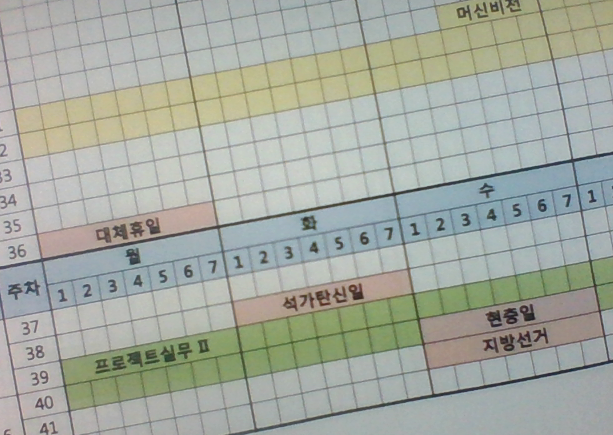 머신비전
33
34
35
36 대체휴일
주차 월 화 수
1 2 3 4 5 6 7 1 2 3 4 5 6 7 1 2 3 4 5 6 7 1
37 석가탄신일
38 현충일
39 프로젝트실무 Ⅱ 지방선거
40
41